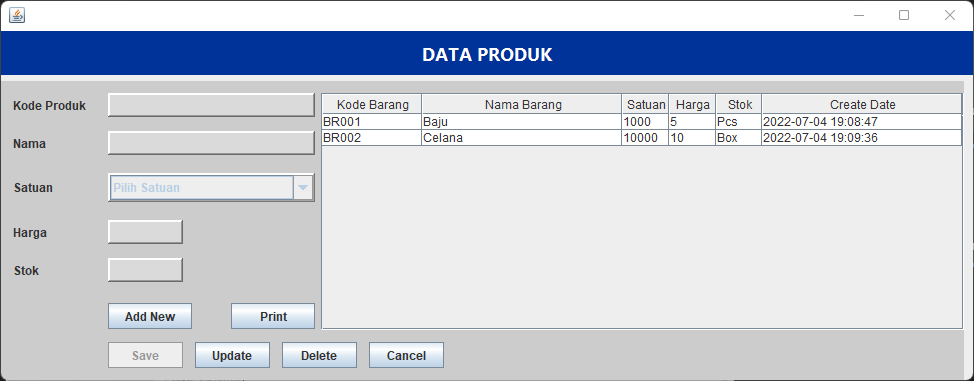 DATA PRODUK
Kode Produk
Nama
Satuan
Pilih Satuan
Harga
Stok
Add New Print
Save Update Delete Cancel
Kode Barang Nama Barang Satuan Harga Stok Create Date
BR001 Baju 1000 5 Pcs 2022-07-04 19:08:47
BR002 Celana 10000 10 Box 2022-07-04 19:09:36